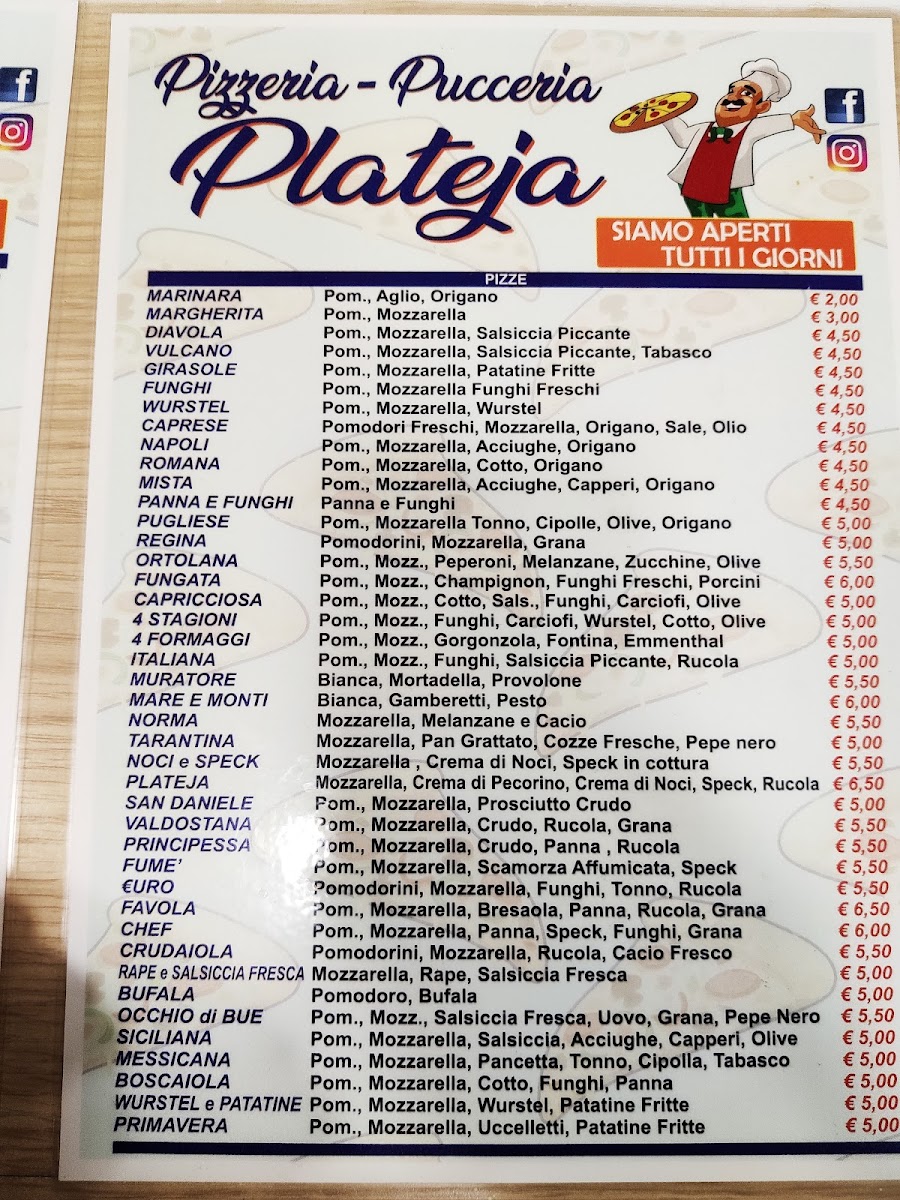 Pizzeria - Pucceria
Plateja
SIAMO APERTI
TUTTI I GIORNI
PIZZE
MARINARA Pom., Aglio, Origano € 2,00
MARGHERITA Pom., Mozzarella € 3,00
DIAVOLA Pom., Mozzarella, Salsiccia Piccante € 4,50
VULCANO Pom., Mozzarella, Salsiccia Piccante, Tabasco € 4,50
GIRASOLE Pom., Mozzarella, Patatine Fritte € 4,50
FUNGHI Pom., Mozzarella Funghi Freschi € 4,50
WURSTEL Pom., Mozzarella, Wurstel € 4,50
CAPRESE Pomodori Freschi, Mozzarella, Origano, Sale, Olio € 4,50
NAPOLI Pom., Mozzarella, Acciughe, Origano € 4,50
ROMANA Pom., Mozzarella, Cotto, Origano € 4,50
MISTA Pom., Mozzarella, Acciughe, Capperi, Origano € 4,50
PANNA E FUNGHI Panna e Funghi € 4,50
PUGLIESE Pom., Mozzarella Tonno, Cipolle, Olive, Origano € 5,00
REGINA Pomodorini, Mozzarella, Grana € 5,00
ORTOLANA Pom., Mozz., Peperoni, Melanzane, Zucchine, Olive € 5,50
FUNGATA Pom., Mozz., Champignon, Funghi Freschi, Porcini € 6,00
CAPRICCIOSA Pom., Mozz., Cotto, Sals., Funghi, Carciofi, Olive € 5,00
4 STAGIONI Pom., Mozz., Funghi, Carciofi, Wurstel, Cotto, Olive € 5,00
4 FORMAGGI Pom., Mozz., Gorgonzola, Fontina, Emmenthal € 5,00
ITALIANA Pom., Mozz., Funghi, Salsiccia Piccante, Rucola € 5,00
MURATORE Bianca, Mortadella, Provolone € 5,50
MARE E MONTI Bianca, Gamberetti, Pesto € 6,00
NORMA Mozzarella, Melanzane e Cacio € 5,50
TARANTINA Mozzarella, Pan Grattato, Cozze Fresche, Pepe nero € 5,00
NOCI e SPECK Mozzarella , Crema di Noci, Speck in cottura € 5,50
PLATEJA Mozzarella, Crema di Pecorino, Crema di Noci, Speck, Rucola € 6,50
SAN DANIELE Pom., Mozzarella, Prosciutto Crudo € 5,00
VALDOSTANA Pom., Mozzarella, Crudo, Rucola, Grana € 5,50
PRINCIPESSA Pom., Mozzarella, Crudo, Panna , Rucola € 5,50
FUME' Pom., Mozzarella, Scamorza Affumicata, Speck € 5,50
€URO Pomodorini, Mozzarella, Funghi, Tonno, Rucola € 5,50
FAVOLA Pom., Mozzarella, Bresaola, Panna, Rucola, Grana € 6,50
CHEF Pom., Mozzarella, Panna, Speck, Funghi, Grana € 6,00
CRUDAIOLA Pomodorini, Mozzarella, Rucola, Cacio Fresco € 5,50
RAPE e SALSICCIA FRESCA Mozzarella, Rape, Salsiccia Fresca € 5,00
BUFALA Pomodoro, Bufala € 5,00
OCCHIO di BUE Pom., Mozz., Salsiccia Fresca, Uovo, Grana, Pepe Nero € 5,50
SICILIANA Pom., Mozzarella, Salsiccia, Acciughe, Capperi, Olive € 5,00
MESSICANA Pom., Mozzarella, Pancetta, Tonno, Cipolla, Tabasco € 5,00
BOSCAIOLA Pom., Mozzarella, Cotto, Funghi, Panna € 5,00
WURSTEL e PATATINE Pom., Mozzarella, Wurstel, Patatine Fritte € 5,00
PRIMAVERA Pom., Mozzarella, Uccelletti, Patatine Fritte € 5,00